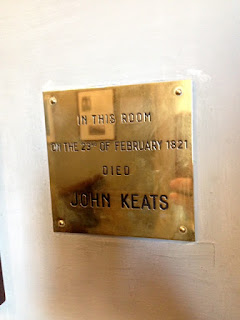 IN THIS ROOM
ON THE 23RD OF FEBRUARY 1821
DIED
JOHN KEATS